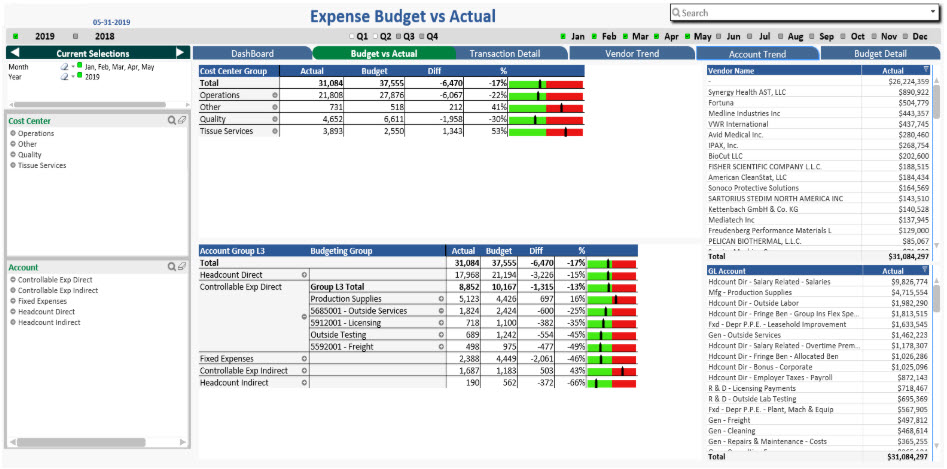 Expense Budget vs Actual
Search
05-31-2019
2019 2018 Q1 Q2 Q3 Q4 Jan Feb Mar Apr May Jun Jul Aug Sep Oct Nov Dec
Current Selections
DashBoard Budget vs Actual Transaction Detail Vendor Trend Account Trend Budget Detail
Month Jan, Feb, Mar, Apr, May
Year 2019
Cost Center
Operations
Other
Quality
Tissue Services
Account
Controllable Exp Direct
Controllable Exp Indirect
Fixed Expenses
Headcount Direct
Headcount Indirect
Cost Center Group Actual Budget Diff %
Total 31,084 37,555 -6,470 -17%
Operations 21,808 27,876 -6,067 -22%
Other 731 518 212 41%
Quality 4,652 6,611 -1,958 -30%
Tissue Services 3,893 2,550 1,343 53%
Account Group L3 Budgeting Group Actual Budget Diff %
Total 31,084 37,555 -6,470 -17%
Headcount Direct 17,968 21,194 -3,226 -15%
Controllable Exp Direct Group L3 Total 8,852 10,167 -1,315 -13%
Production Supplies 5,123 4,426 697 16%
5685001 - Outside Services 1,824 2,424 -600 -25%
5912001 - Licensing 718 1,100 -382 -35%
Outside Testing 689 1,242 -554 -45%
5592001 - Freight 498 975 -477 -49%
Fixed Expenses 2,388 4,449 -2,061 -46%
Controllable Exp Indirect 1,687 1,183 503 43%
Headcount Indirect 190 562 -372 -66%
Vendor Name Actual
- $26,224,359
Synergy Health AST, LLC $890,922
Fortuna $504,779
Medline Industries Inc $443,357
VWR International $437,745
Avid Medical Inc. $280,460
IPAX, Inc. $268,754
BioCut LLC $202,600
FISHER SCIENTIFIC COMPANY L.L.C. $188,515
American CleanStat, LLC $184,434
Sonoco Protective Solutions $164,569
SARTORIUS STEDIM NORTH AMERICA INC $143,510
Kettenbach GmbH & Co. KG $140,528
Mediatech Inc $137,945
Freudenberg Performance Materials L $129,000
PELICAN BIOTHERMAL, L.L.C. $85,067
Total $31,084,297
GL Account Actual
Hdcount Dir - Salary Related - Salaries $9,826,774
Mfg - Production Supplies $4,715,554
Hdcount Dir - Outside Labor $1,982,290
Hdcount Dir - Fringe Ben - Group Ins Flex Spe... $1,813,515
Fxd - Depr P.P.E. - Leasehold Improvement $1,633,545
Gen - Outside Services $1,462,223
Hdcount Dir - Salary Related - Overtime Prem... $1,178,307
Hdcount Dir - Fringe Ben - Allocated Ben $1,026,286
Hdcount Dir - Bonus - Corporate $1,025,096
Hdcount Dir - Employer Taxes - Payroll $872,143
R & D - Licensing Payments $718,467
R & D - Outside Lab Testing $695,369
Fxd - Depr P.P.E. - Plant, Mach & Equip $567,905
Gen - Freight $497,812
Gen - Cleaning $468,614
Gen - Repairs & Maintenance - Costs $365,255
Total $31,084,297